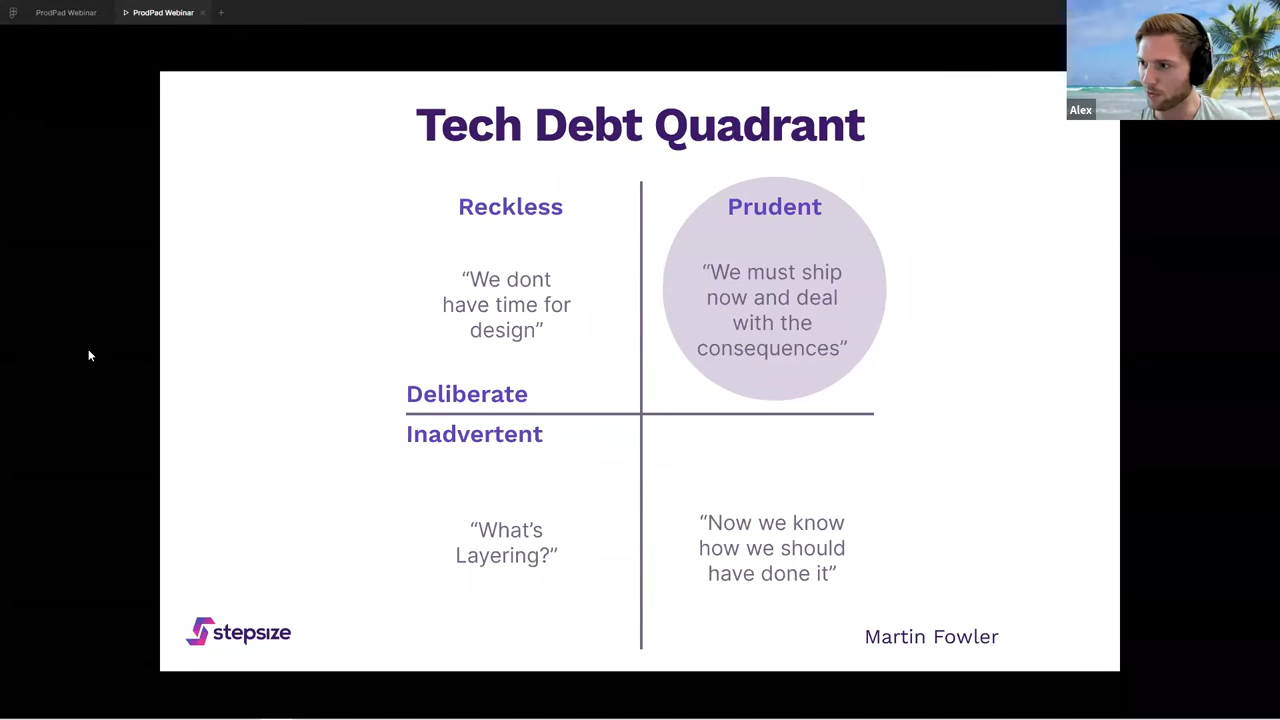 ProdPad Webinar
ProdPad Webinar
Alex
Tech Debt Quadrant
Reckless
Prudent
“We dont
have time for
design”
“We must ship
now and deal
with the
consequences”
Deliberate
Inadvertent
“What’s
Layering?”
“Now we know
how we should
have done it”
stepsize
Martin Fowler